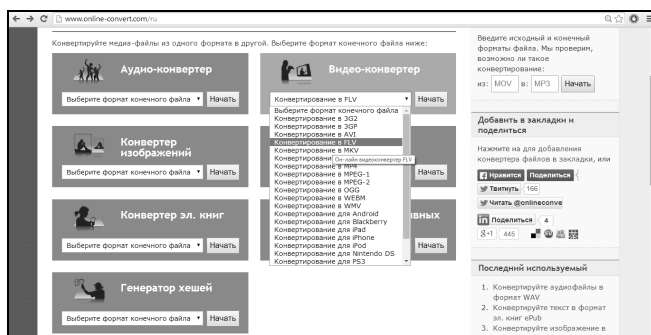 www.online-convert.com/ru
Конвертируйте медиа-файлы из одного формата в другой. Выберите формат конечного файла ниже:
Аудио-конвертер
Выберите формат конечного файла
Начать
Видео-конвертер
Конвертирование в FLV
Начать
Выберите формат конечного файла
Конвертирование в 3G2
Конвертирование в 3GP
Конвертирование в AVI
Конвертирование в FLV
Конвертирование в MKV
Конвертирование
Он-лайн видеоконвертер FLV
Конвертирование в MP4
Конвертирование в MPEG-1
Конвертирование в MPEG-2
Конвертирование в OGG
Конвертирование в WEBM
Конвертирование в WMV
Конвертирование для Android
Конвертирование для Blackberry
Конвертирование для iPad
Конвертирование для iPhone
Конвертирование для iPod
Конвертирование для Nintendo DS
Конвертирование для PS3
Конвертер
изображений
Выберите формат конечного файла
Начать
Начать
Конвертер эл. книг
Выберите формат конечного файла
Начать
вных
Начать
Генератор хешей
Выберите формат конечного файла
Начать
Введите исходный и конечный
форматы файла. Мы проверим,
возможно ли такое
конвертирование:
из: MOV в: MP3 Начать
Добавить в закладки и
поделиться
Нажмите на для добавления
конвертера файлов в закладки, или
Нравится Поделиться
Твитнуть 166
Читать @onlineconve
in Поделиться 4
g+1 445
Последний используемый
1. Конвертируйте аудиофайлы в
формат WAV
2. Конвертируйте текст в формат
эл. книг ePub
3. Конвертируйте изображение в